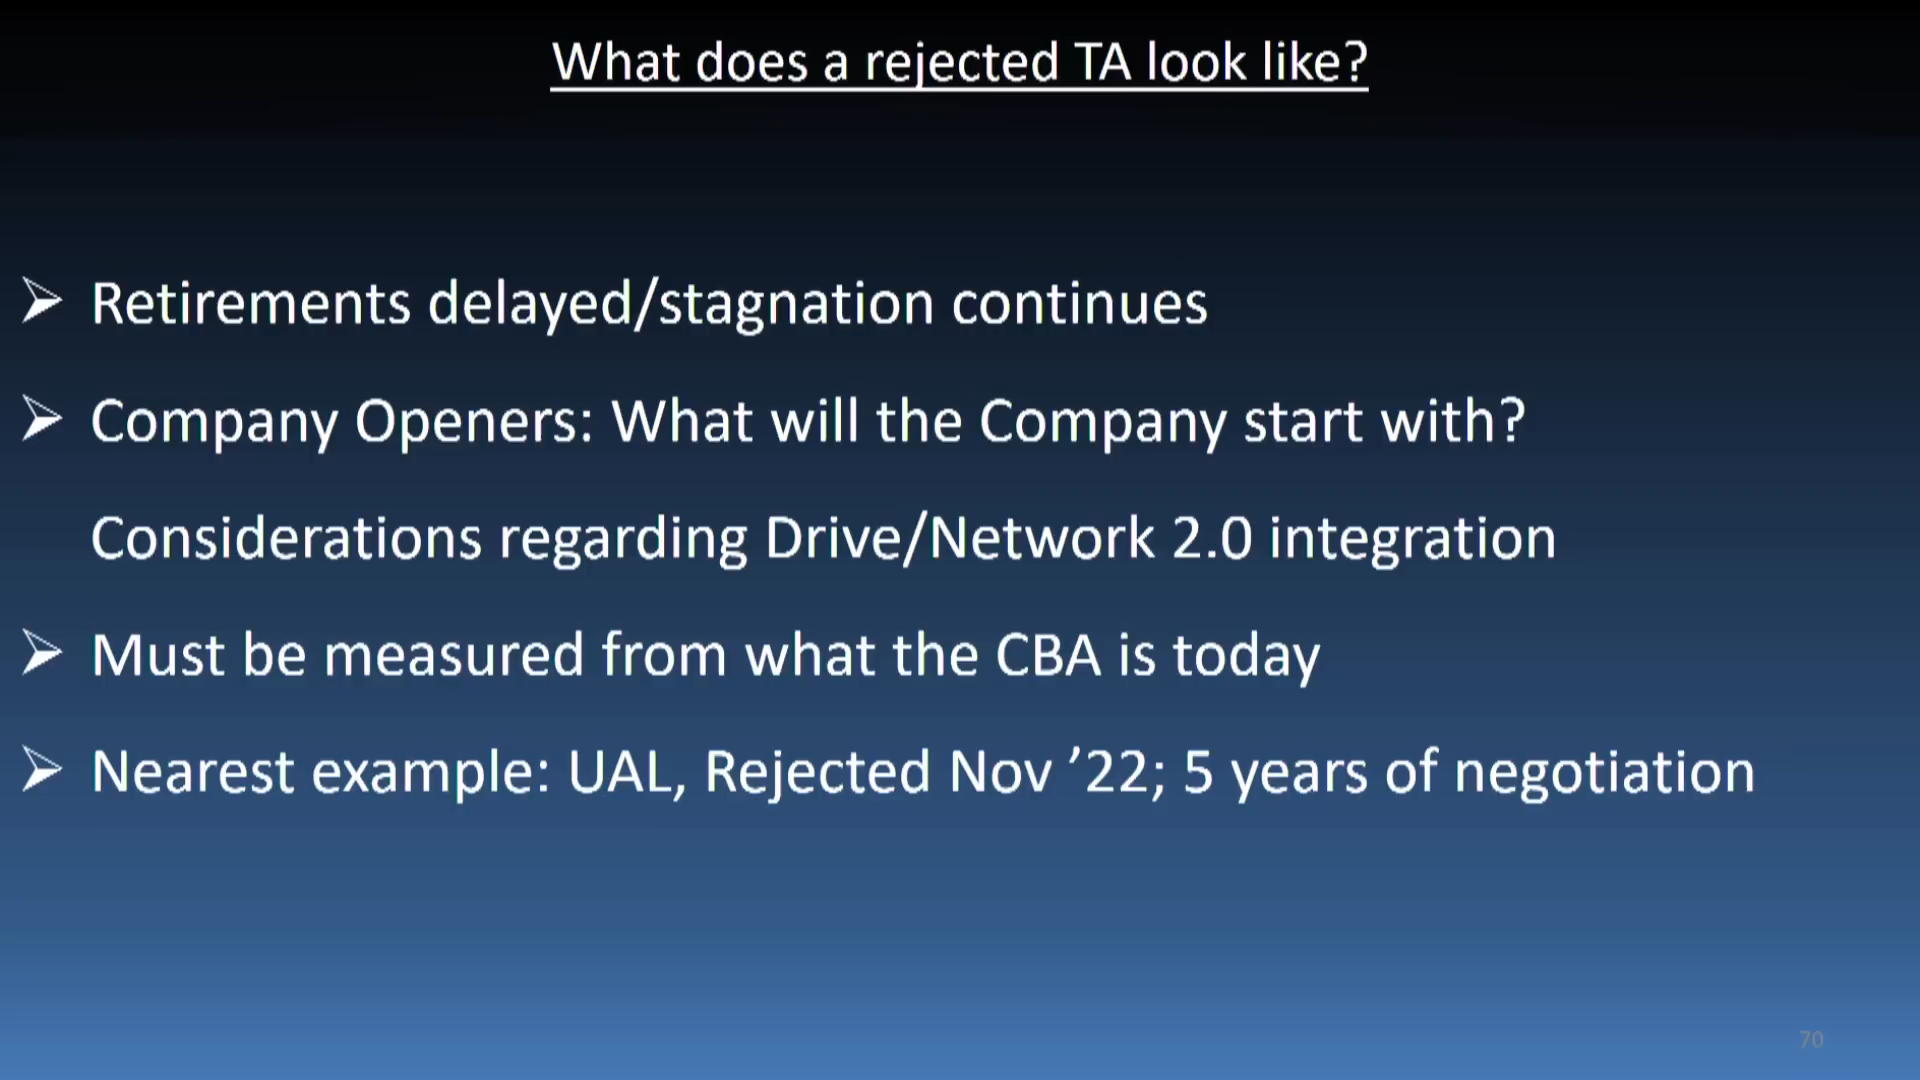 What does a rejected TA look like?
➢ Retirements delayed/stagnation continues
➢ Company Openers: What will the Company start with?
Considerations regarding Drive/Network 2.0 integration
➢ Must be measured from what the CBA is today
➢ Nearest example: UAL, Rejected Nov ’22; 5 years of negotiation
70